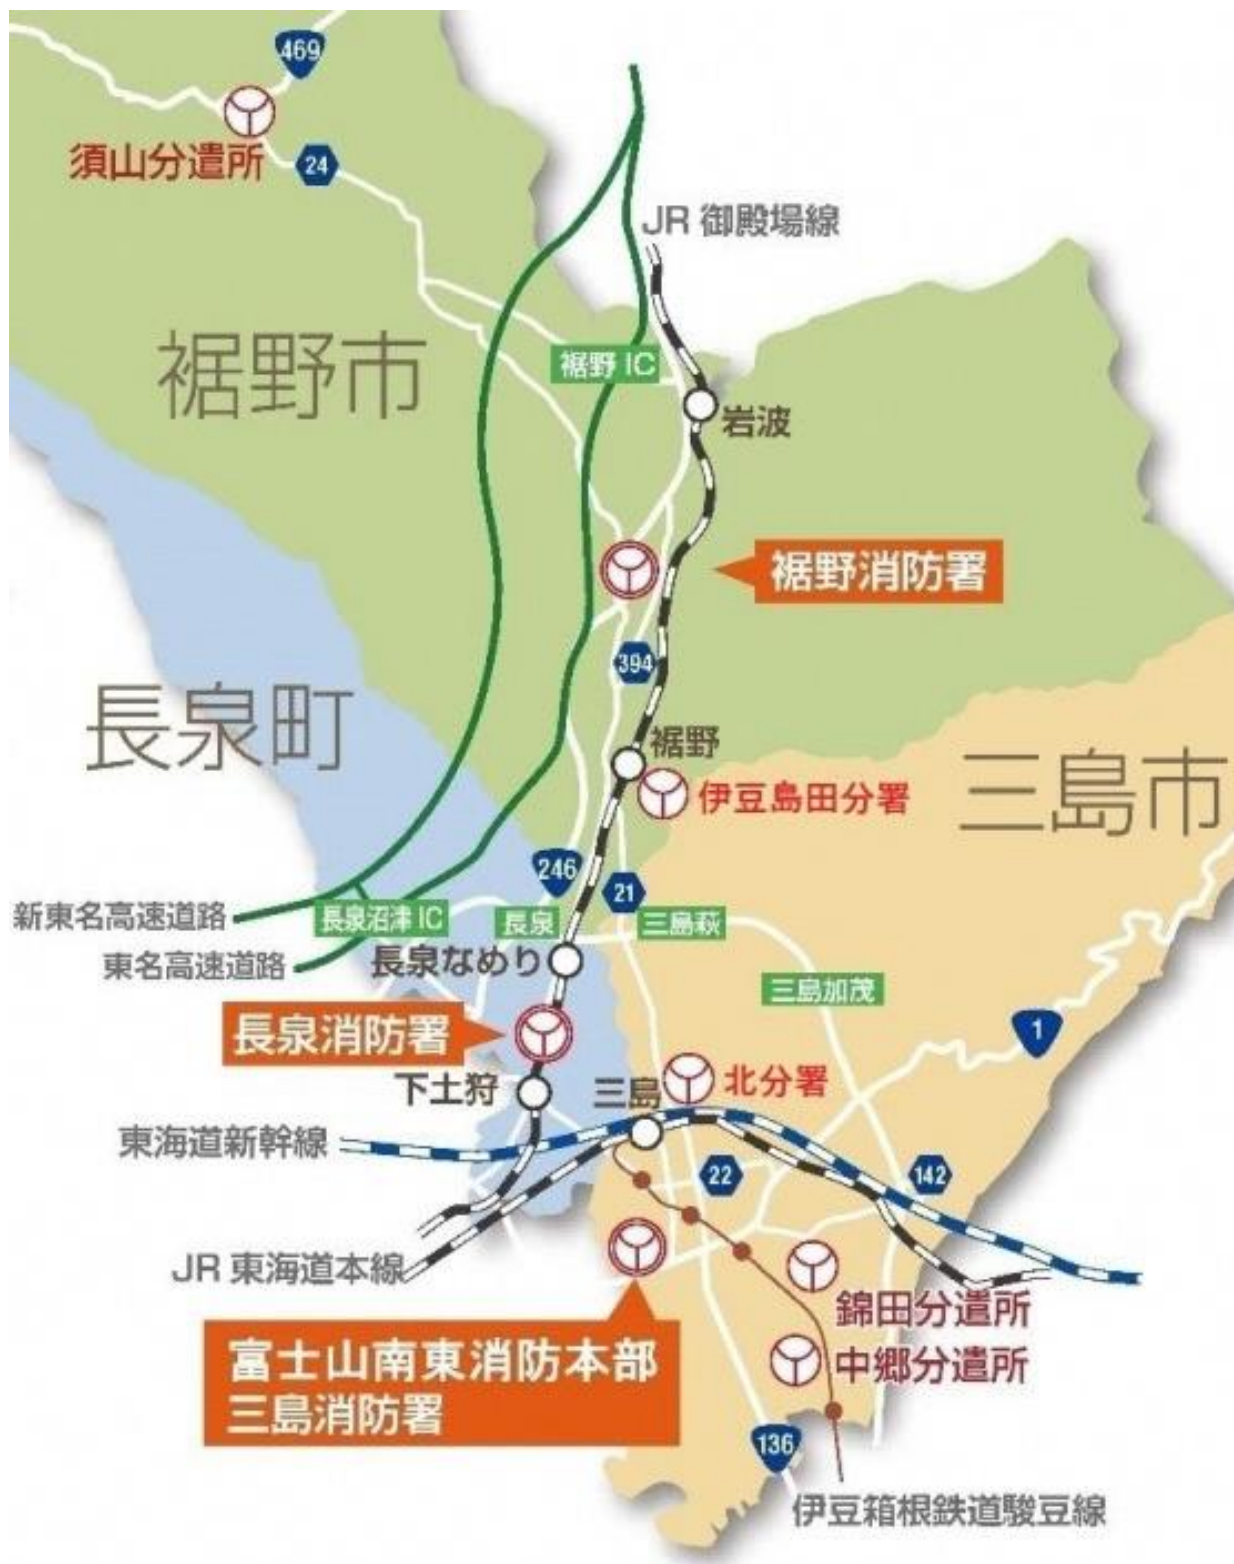 469
須山分遣所
24
JR 御殿場線
裾野市
裾野 IC
岩波
裾野消防署
394
長泉町
裾野
三島市
伊豆島田分署
246
21
新東名高速道路
長泉沼津 IC
長泉
三島萩
東名高速道路
長泉なめり
三島加茂
長泉消防署
1
下土狩
三島
北分署
東海道新幹線
22
142
JR 東海道本線
錦田分遣所
富士山南東消防本部
三島消防署
中郷分遣所
136
伊豆箱根鉄道駿豆線